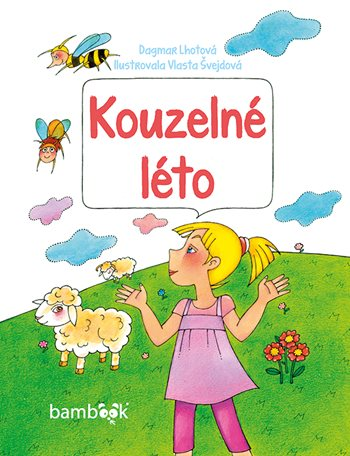 Dagmar Lhotová
Ilustrovala Vlasta Švejdová
Kouzelné
léto
bambook